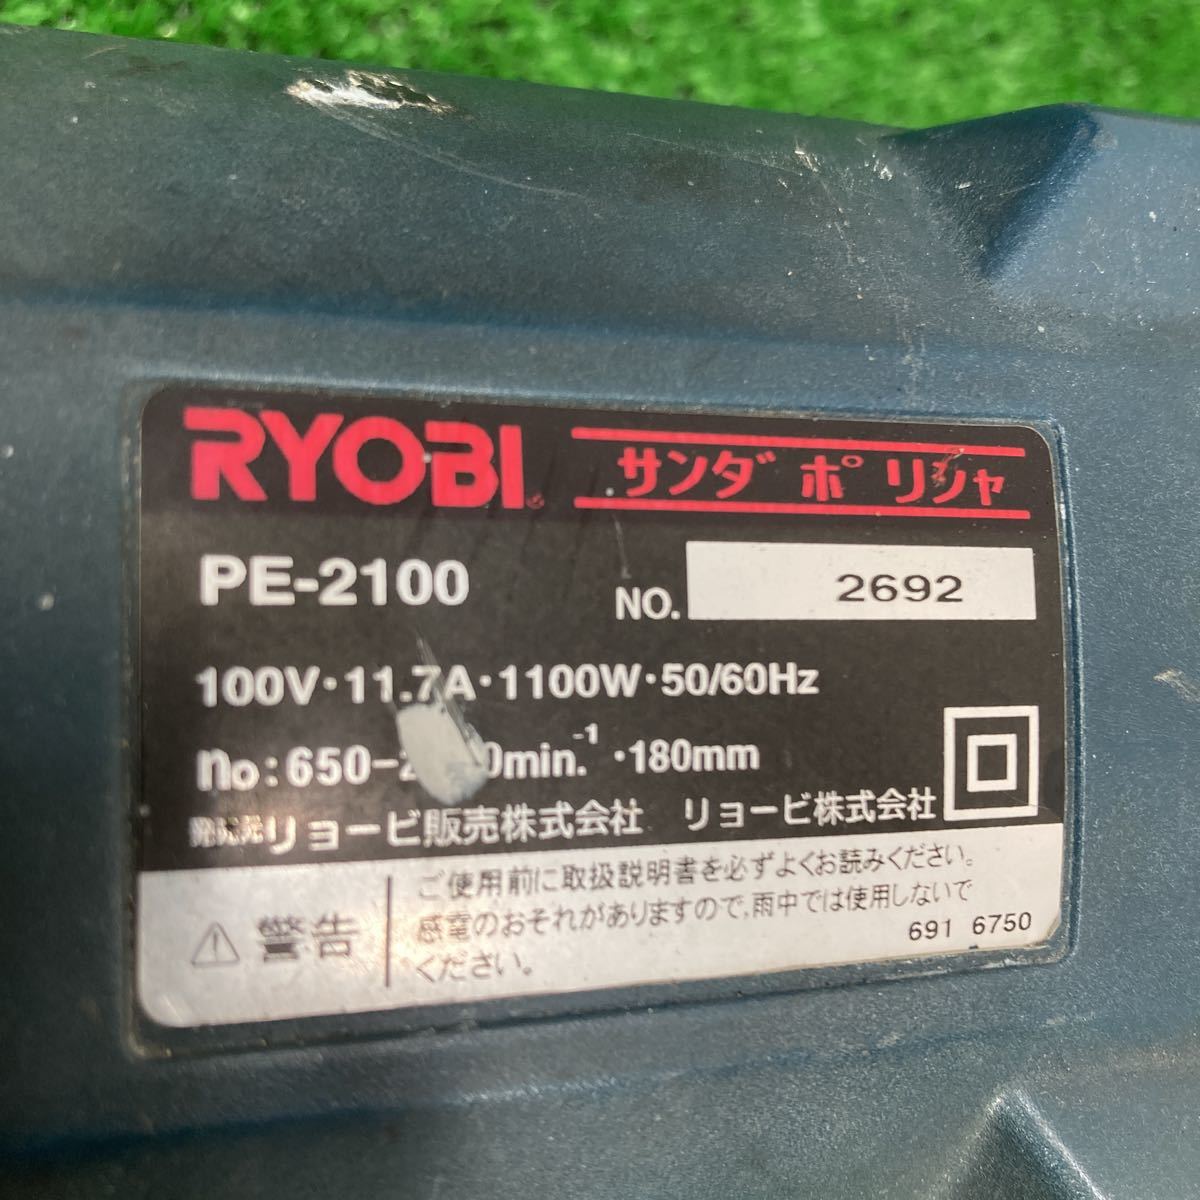 RYOBI サンダ ポリシャ
PE-2100
NO. 2692
100V・11.7A・1100W・50/60Hz
no:650- min.-1・180mm
発売元リョービ販売株式会社 リョービ株式会社
警告
ご使用前に取扱説明書を必ずよくお読みください。
感電のおそれがありますので,雨中では使用しないで
ください。
691 6750